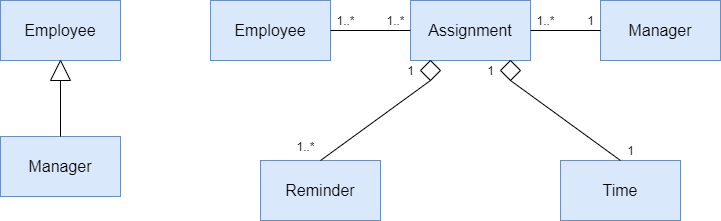 Employee
Manager
Employee
1..*
1..*
Assignment
1..*
1
Manager
1
1
1..*
1
Reminder
Time